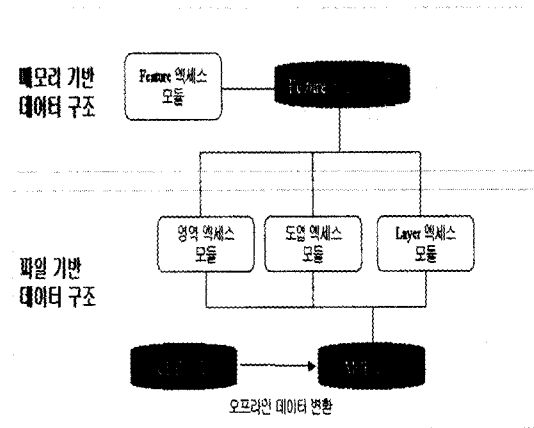 메모리 기반
데이터 구조
Feature 액세스
모듈
Feature
영역 액세스
모듈
도엽 액세스
모듈
Layer 액세스
모듈
파일 기반
데이터 구조
오프라인 데이터 변환